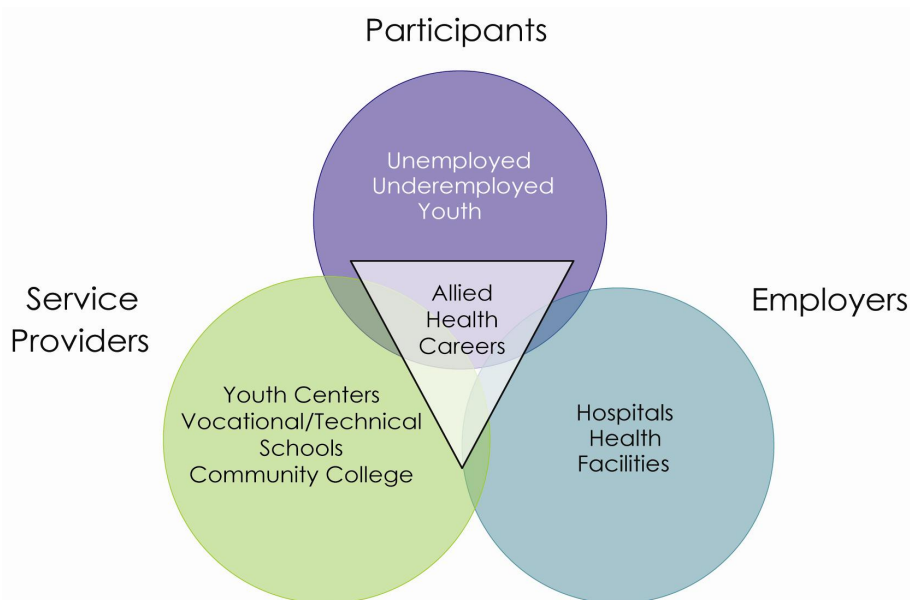 Participants
Unemployed
Underemployed
Youth
Allied
Health
Careers
Service
Providers
Employers
Youth Centers
Vocational/Technical
Schools
Community College
Hospitals
Health
Facilities